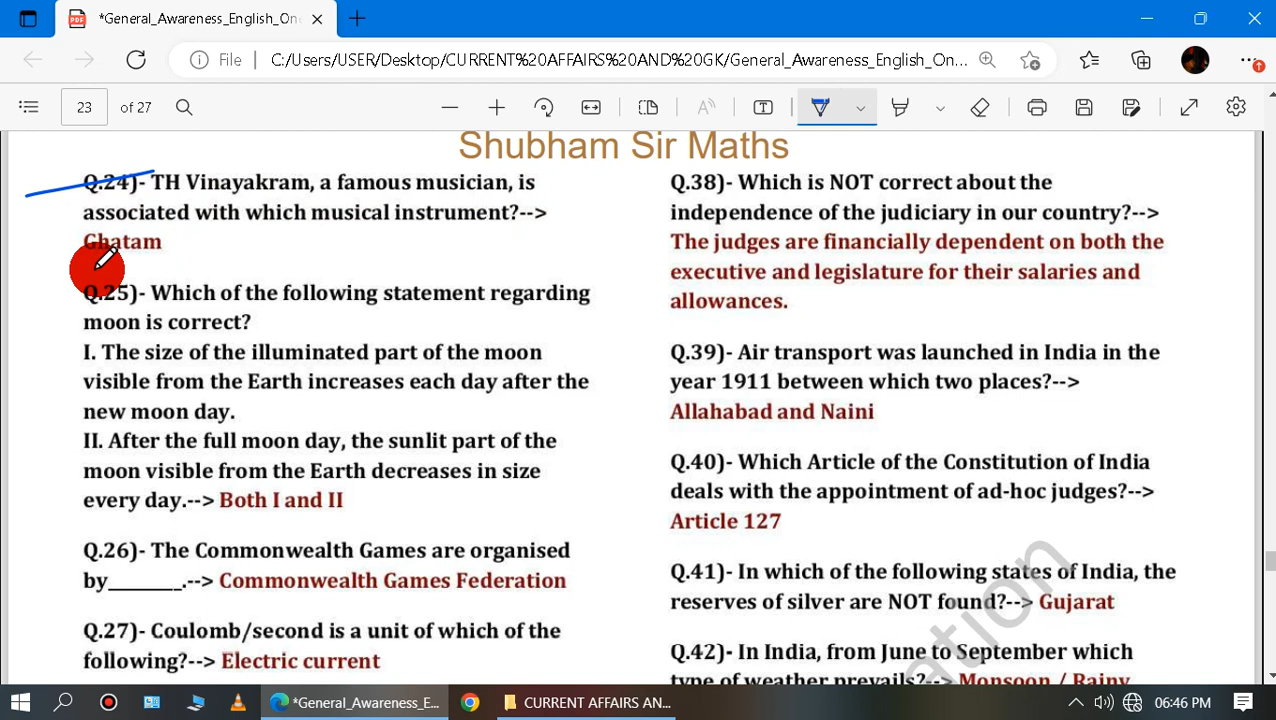 *General_Awareness_English_On
File
C:/Users/USER/Desktop/CURRENT%20AFFAIRS%20AND%20GK/General_Awareness_English_On...
23
of 27
Shubham Sir Maths
Q.24)- TH Vinayakram, a famous musician, is
associated with which musical instrument?-->
Ghatam
Q.25)- Which of the following statement regarding
moon is correct?
I. The size of the illuminated part of the moon
visible from the Earth increases each day after the
new moon day.
II. After the full moon day, the sunlit part of the
moon visible from the Earth decreases in size
every day.--> Both I and II
Q.26)- The Commonwealth Games are organised
by________.--> Commonwealth Games Federation
Q.27)- Coulomb/second is a unit of which of the
following?--> Electric current
Q.38)- Which is NOT correct about the
independence of the judiciary in our country?-->
The judges are financially dependent on both the
executive and legislature for their salaries and
allowances.
Q.39)- Air transport was launched in India in the
year 1911 between which two places?-->
Allahabad and Naini
Q.40)- Which Article of the Constitution of India
deals with the appointment of ad-hoc judges?-->
Article 127
Q.41)- In which of the following states of India, the
reserves of silver are NOT found?--> Gujarat
Q.42)- In India, from June to September which
type of weather prevails?--> Monsoon / Rainy
ation
*General_Awareness_E...
CURRENT AFFAIRS AN...
06:46 PM